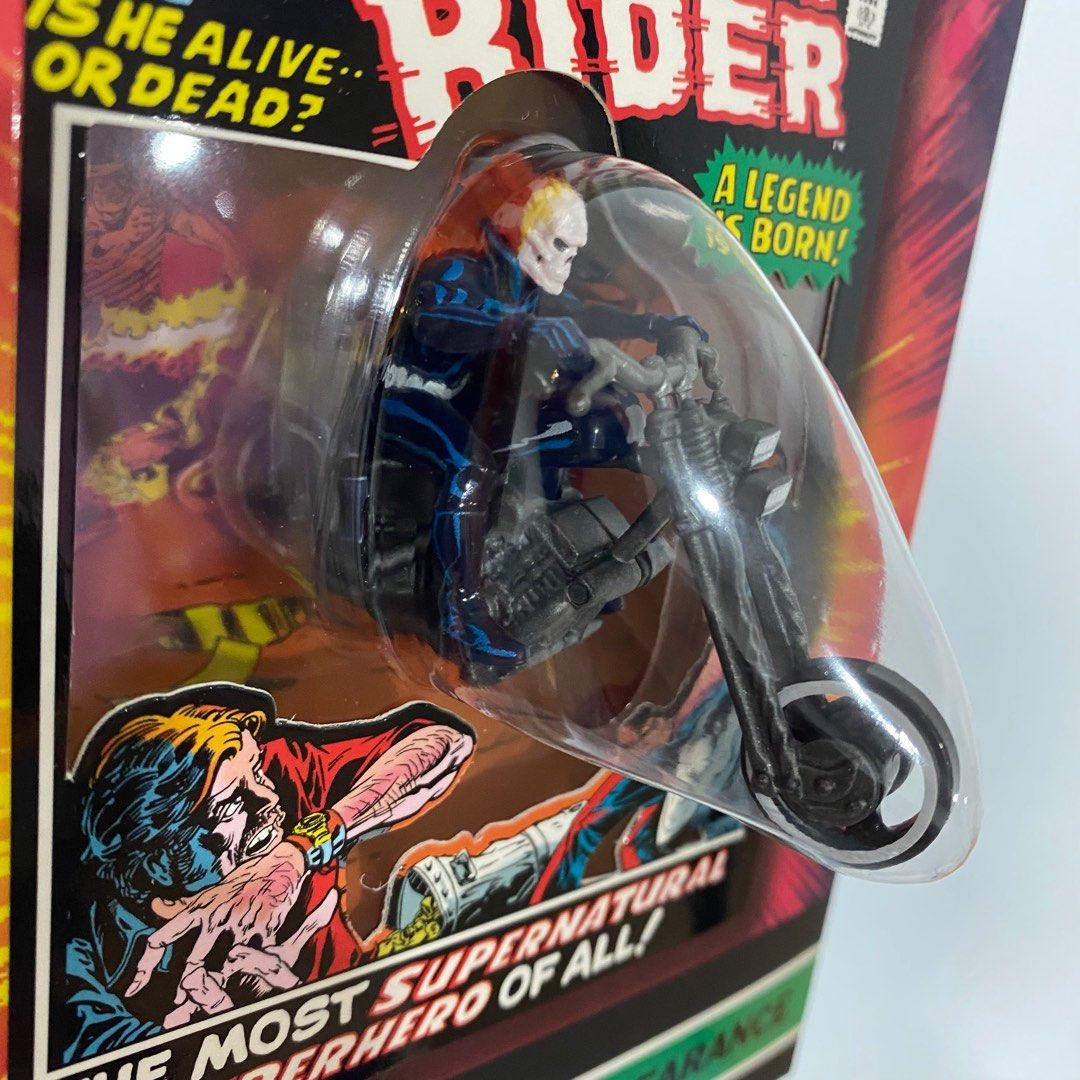 IS HE ALIVE..
OR DEAD?
RIDER
A LEGEND
IS BORN!
THE MOST SUPERNATURAL
SUPERHERO OF ALL!